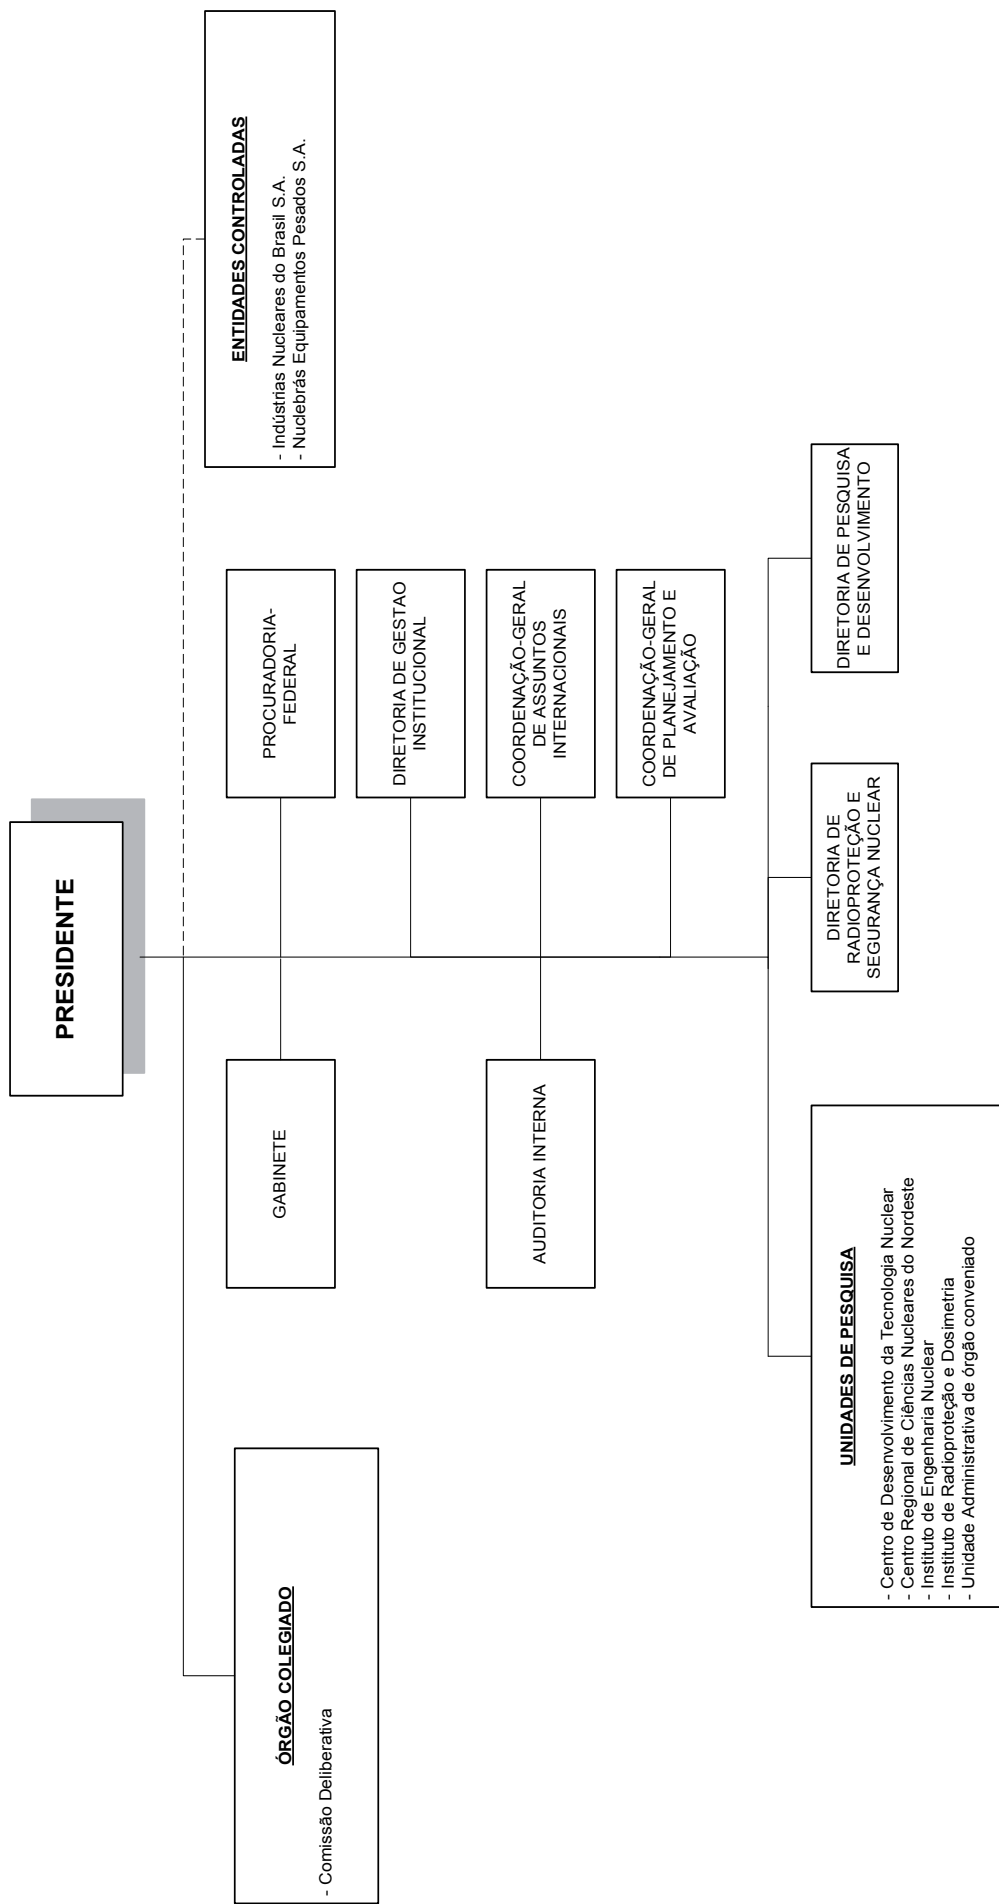 PRESIDENTE
ÓRGÃO COLEGIADO
- Comissão Deliberativa
ENTIDADES CONTROLADAS
- Indústrias Nucleares do Brasil S.A.
- Nuclebrás Equipamentos Pesados S.A.
GABINETE
PROCURADORIA-
FEDERAL
DIRETORIA DE GESTAO
INSTITUCIONAL
AUDITORIA INTERNA
COORDENAÇÃO-GERAL
DE ASSUNTOS
INTERNACIONAIS
COORDENAÇÃO-GERAL
DE PLANEJAMENTO E
AVALIAÇÃO
UNIDADES DE PESQUISA
- Centro de Desenvolvimento da Tecnologia Nuclear
- Centro Regional de Ciências Nucleares do Nordeste
- Instituto de Engenharia Nuclear
- Instituto de Radioproteção e Dosimetria
- Unidade Administrativa de órgão conveniado
DIRETORIA DE
RADIOPROTEÇÃO E
SEGURANÇA NUCLEAR
DIRETORIA DE PESQUISA
E DESENVOLVIMENTO